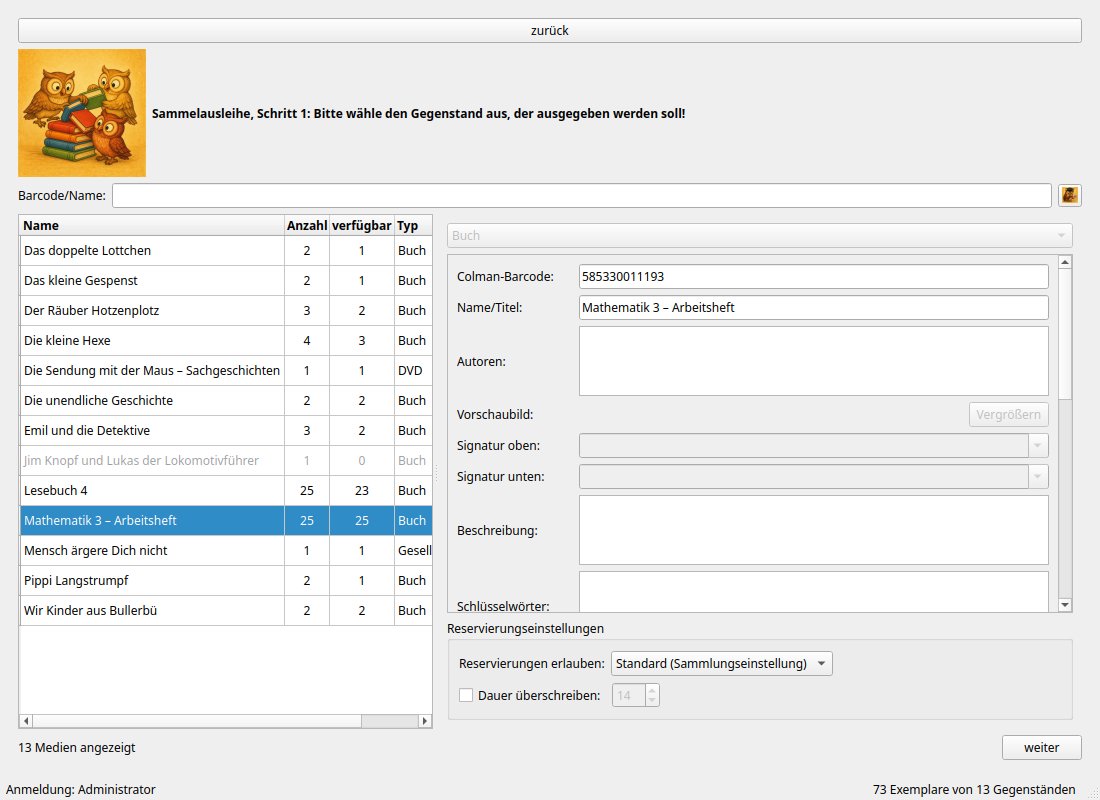 zurück
Sammelausleihe, Schritt 1: Bitte wähle den Gegenstand aus, der ausgegeben werden soll!
Barcode/Name:
Name Anzahl verfügbar Typ
Das doppelte Lottchen 2 1 Buch
Das kleine Gespenst 2 1 Buch
Der Räuber Hotzenplotz 3 2 Buch
Die kleine Hexe 4 3 Buch
Die Sendung mit der Maus – Sachgeschichten 1 1 DVD
Die unendliche Geschichte 2 2 Buch
Emil und die Detektive 3 2 Buch
Jim Knopf und Lukas der Lokomotivführer 1 0 Buch
Lesebuch 4 25 23 Buch
Mathematik 3 – Arbeitsheft 25 25 Buch
Mensch ärgere Dich nicht 1 1 Gesell
Pippi Langstrumpf 2 1 Buch
Wir Kinder aus Bullerbü 2 2 Buch
13 Medien angezeigt
Buch
Colman-Barcode: 585330011193
Name/Titel: Mathematik 3 – Arbeitsheft
Autoren:
Vorschaubild: Vergrößern
Signatur oben:
Signatur unten:
Beschreibung:
Schlüsselwörter:
Reservierungseinstellungen
Reservierungen erlauben: Standard (Sammlungseinstellung)
Dauer überschreiben: 14
weiter
Anmeldung: Administrator
73 Exemplare von 13 Gegenständen